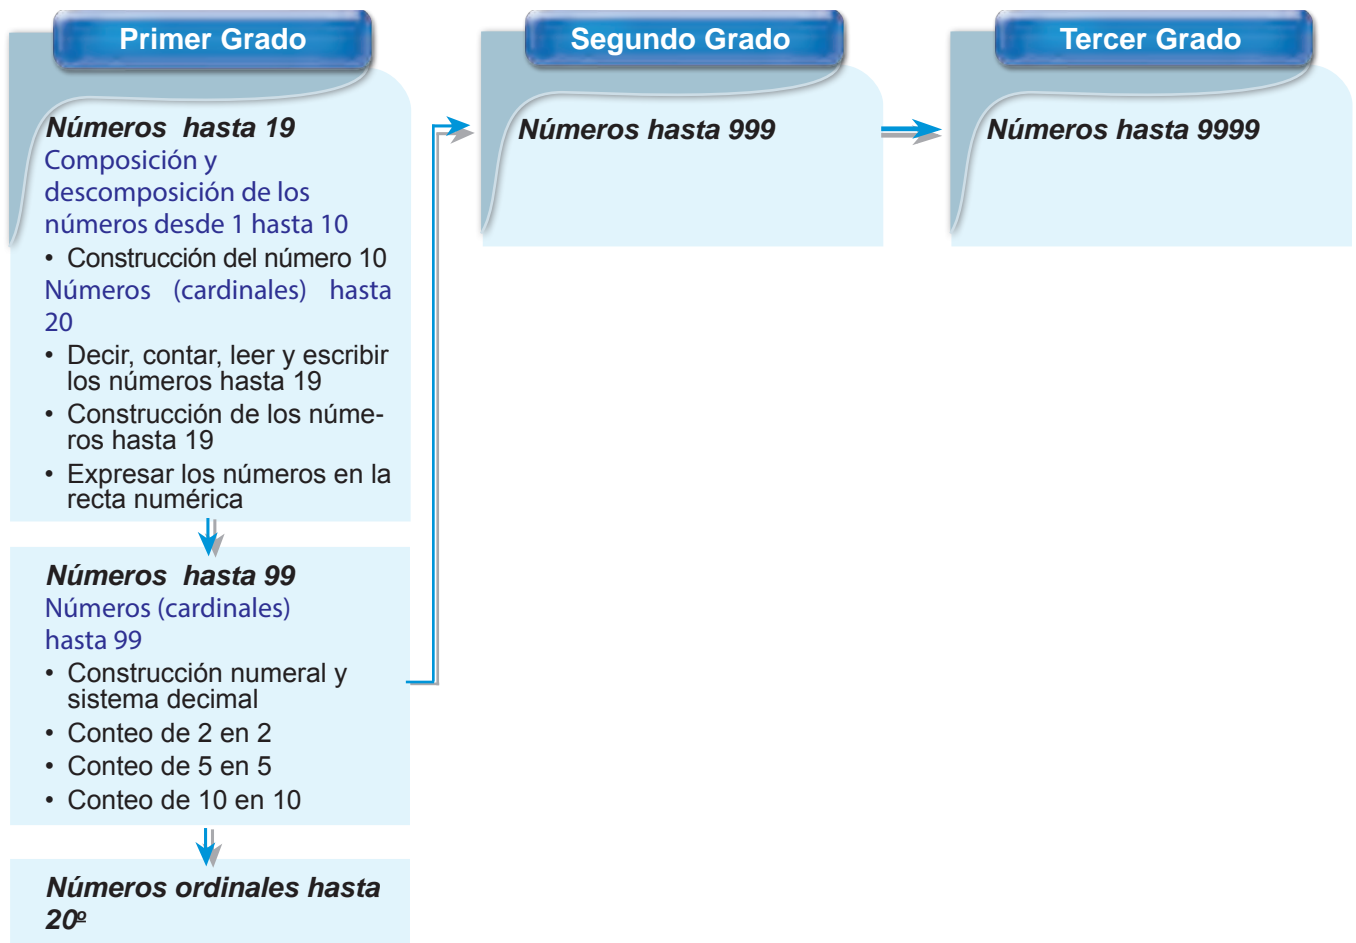 Primer Grado
Números hasta 19
Composición y
descomposición de los
números desde 1 hasta 10
• Construcción del número 10
Números (cardinales) hasta
20
• Decir, contar, leer y escribir
los números hasta 19
• Construcción de los núme-
ros hasta 19
• Expresar los números en la
recta numérica
Números hasta 99
Números (cardinales)
hasta 99
• Construcción numeral y
sistema decimal
• Conteo de 2 en 2
• Conteo de 5 en 5
• Conteo de 10 en 10
Números ordinales hasta
20º
Segundo Grado
Números hasta 999
Tercer Grado
Números hasta 9999